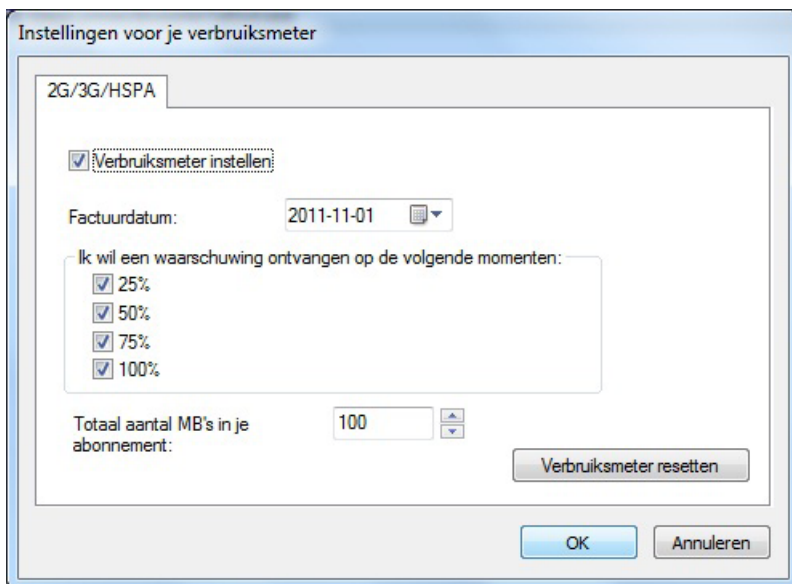 Instellingen voor je verbruiksmeter
2G/3G/HSPA
Verbruiksmeter instellen
Factuurdatum: 2011-11-01
Ik wil een waarschuwing ontvangen op de volgende momenten:
25%
50%
75%
100%
Totaal aantal MB's in je
abonnement:
100
Verbruiksmeter resetten
OK Annuleren